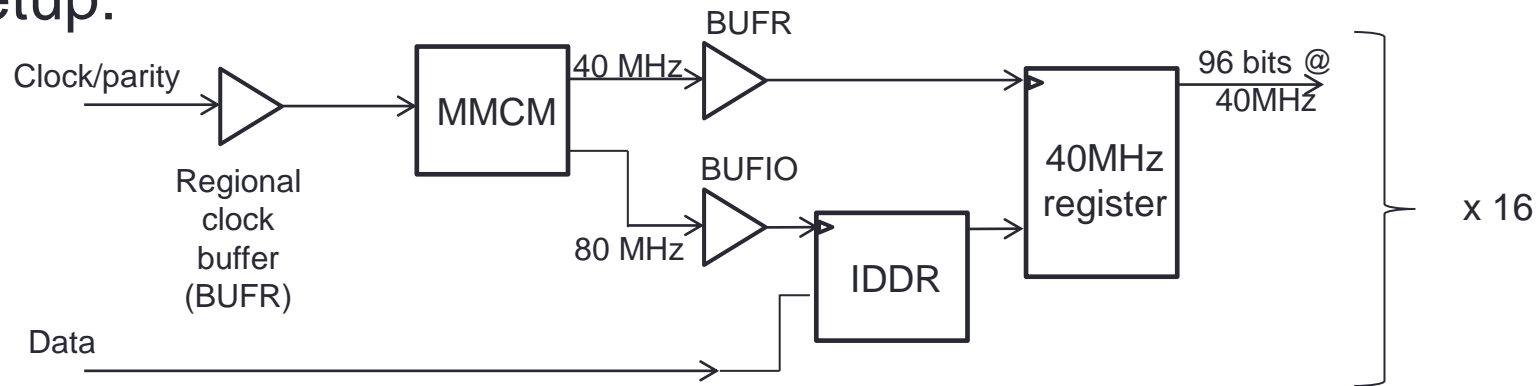 BUFR
Clock/parity
40 MHz
96 bits @
40MHz
MMCM
Regional
clock
buffer
(BUFR)
BUFIO
40MHz
register
x 16
80 MHz
IDDR
Data